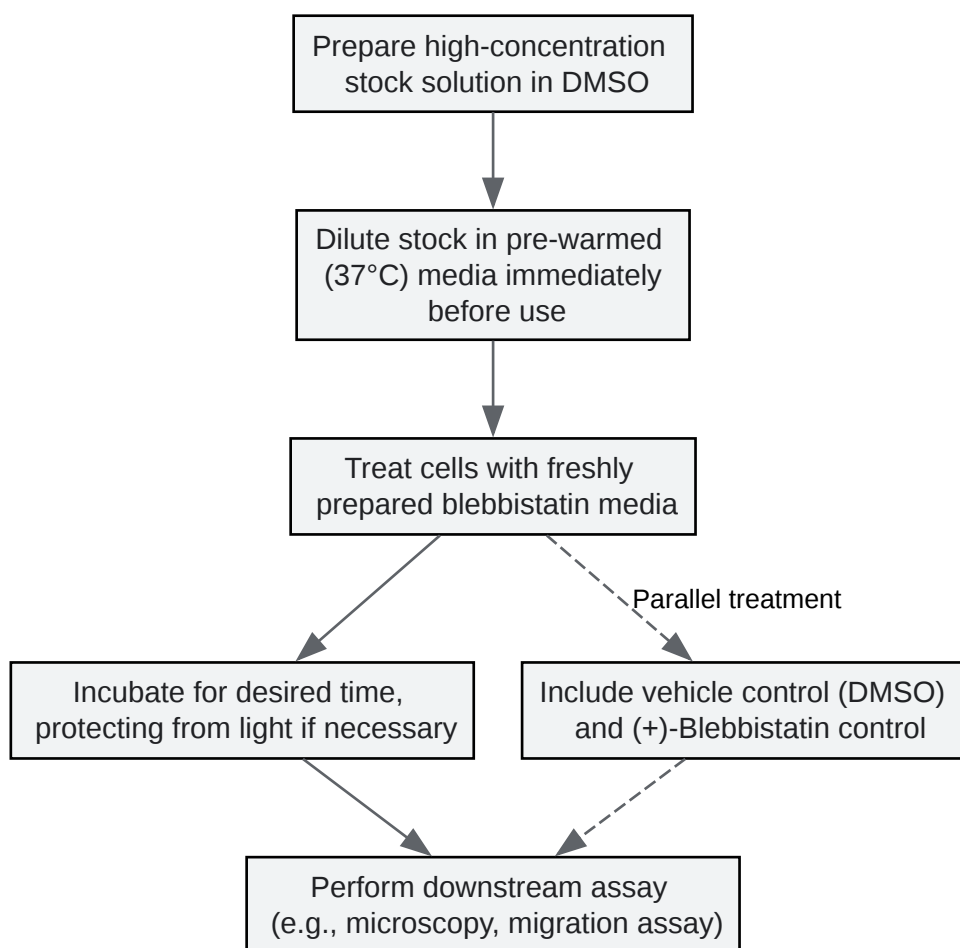 Prepare high-concentration
stock solution in DMSO
Dilute stock in pre-warmed
(37°C) media immediately
before use
Treat cells with freshly
prepared blebbistatin media
Parallel treatment
Incubate for desired time,
protecting from light if necessary
Include vehicle control (DMSO)
and (+)-Blebbistatin control
Perform downstream assay
(e.g., microscopy, migration assay)